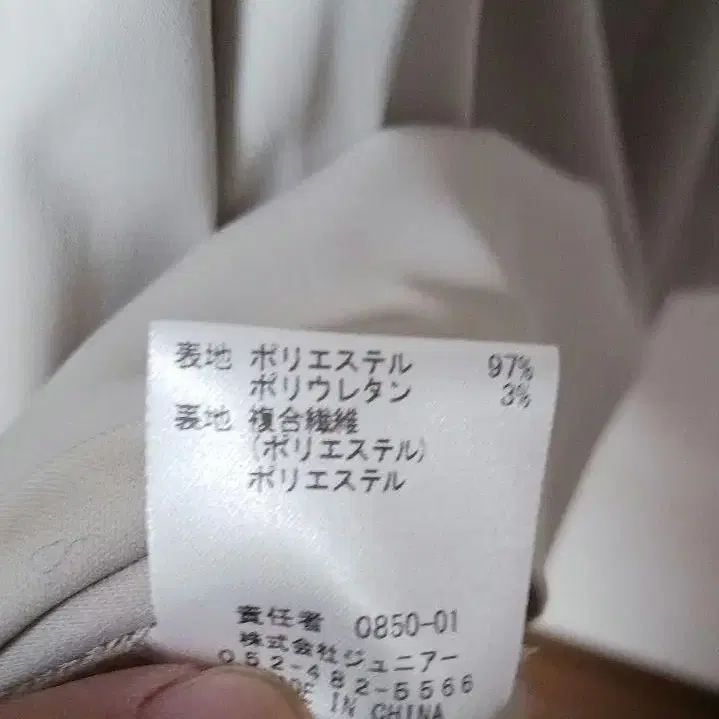 表地 ポリエステル 97%
ポリウレタン 3%
裏地 複合繊維
(ポリエステル)
ポリエステル
責任者 0850-01
株式会社ジュニアー
052-482-5566
MADE IN CHINA